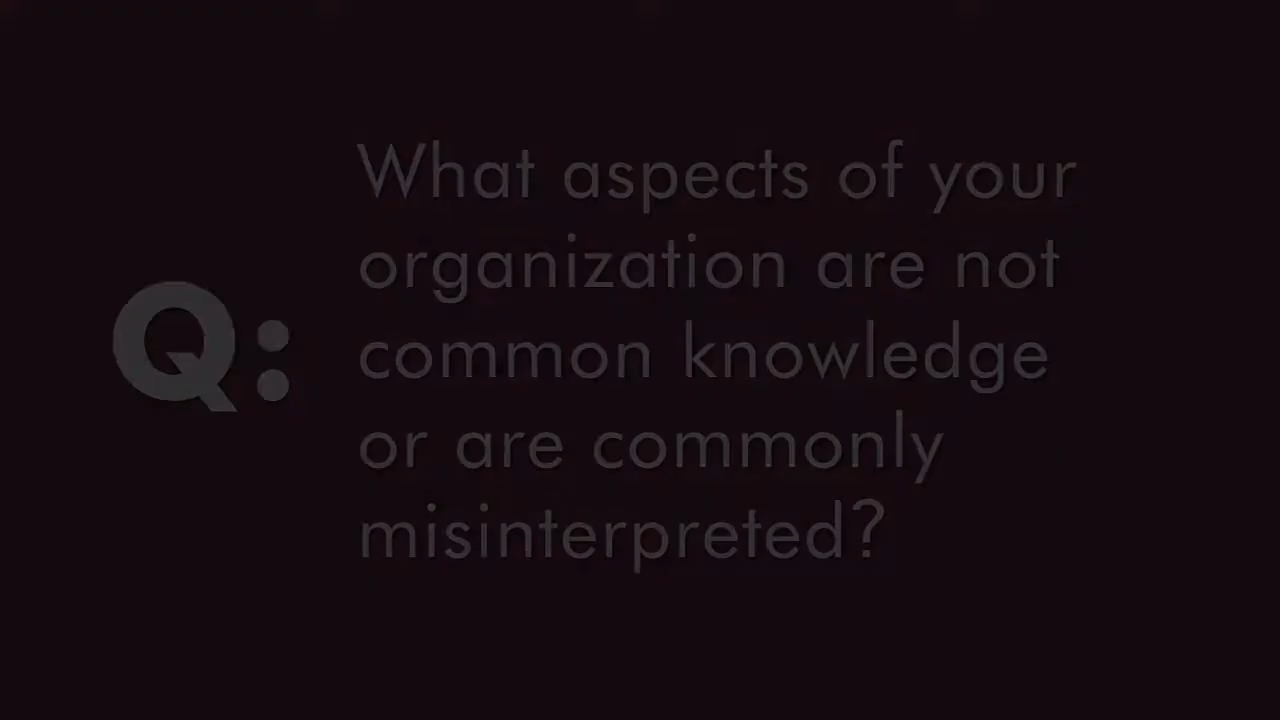 Q:
What aspects of your
organization are not
common knowledge
or are commonly
misinterpreted?